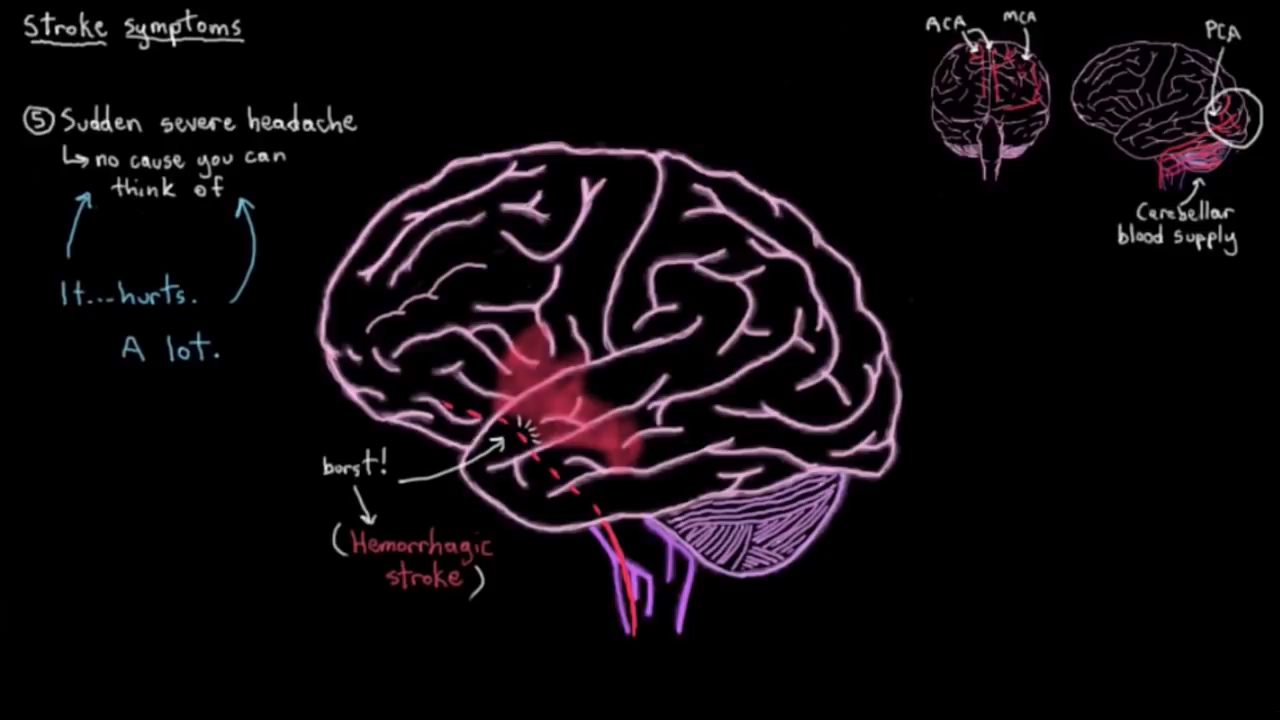 Stroke symptoms
⑤ Sudden severe headache
↳ no cause you can
think of
It...hurts.
A lot.
burst!
(Hemorrhagic
stroke)
ACA
MCA
PCA
Cerebellar
blood supply